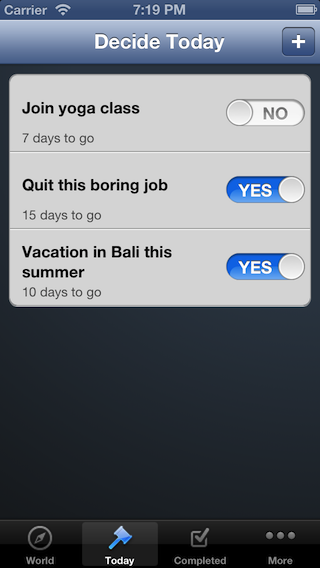 Carrier 7:19 PM
Decide Today +
Join yoga class
NO
7 days to go
Quit this boring job
YES
15 days to go
Vacation in Bali this
summer
YES
10 days to go
World Today Completed More